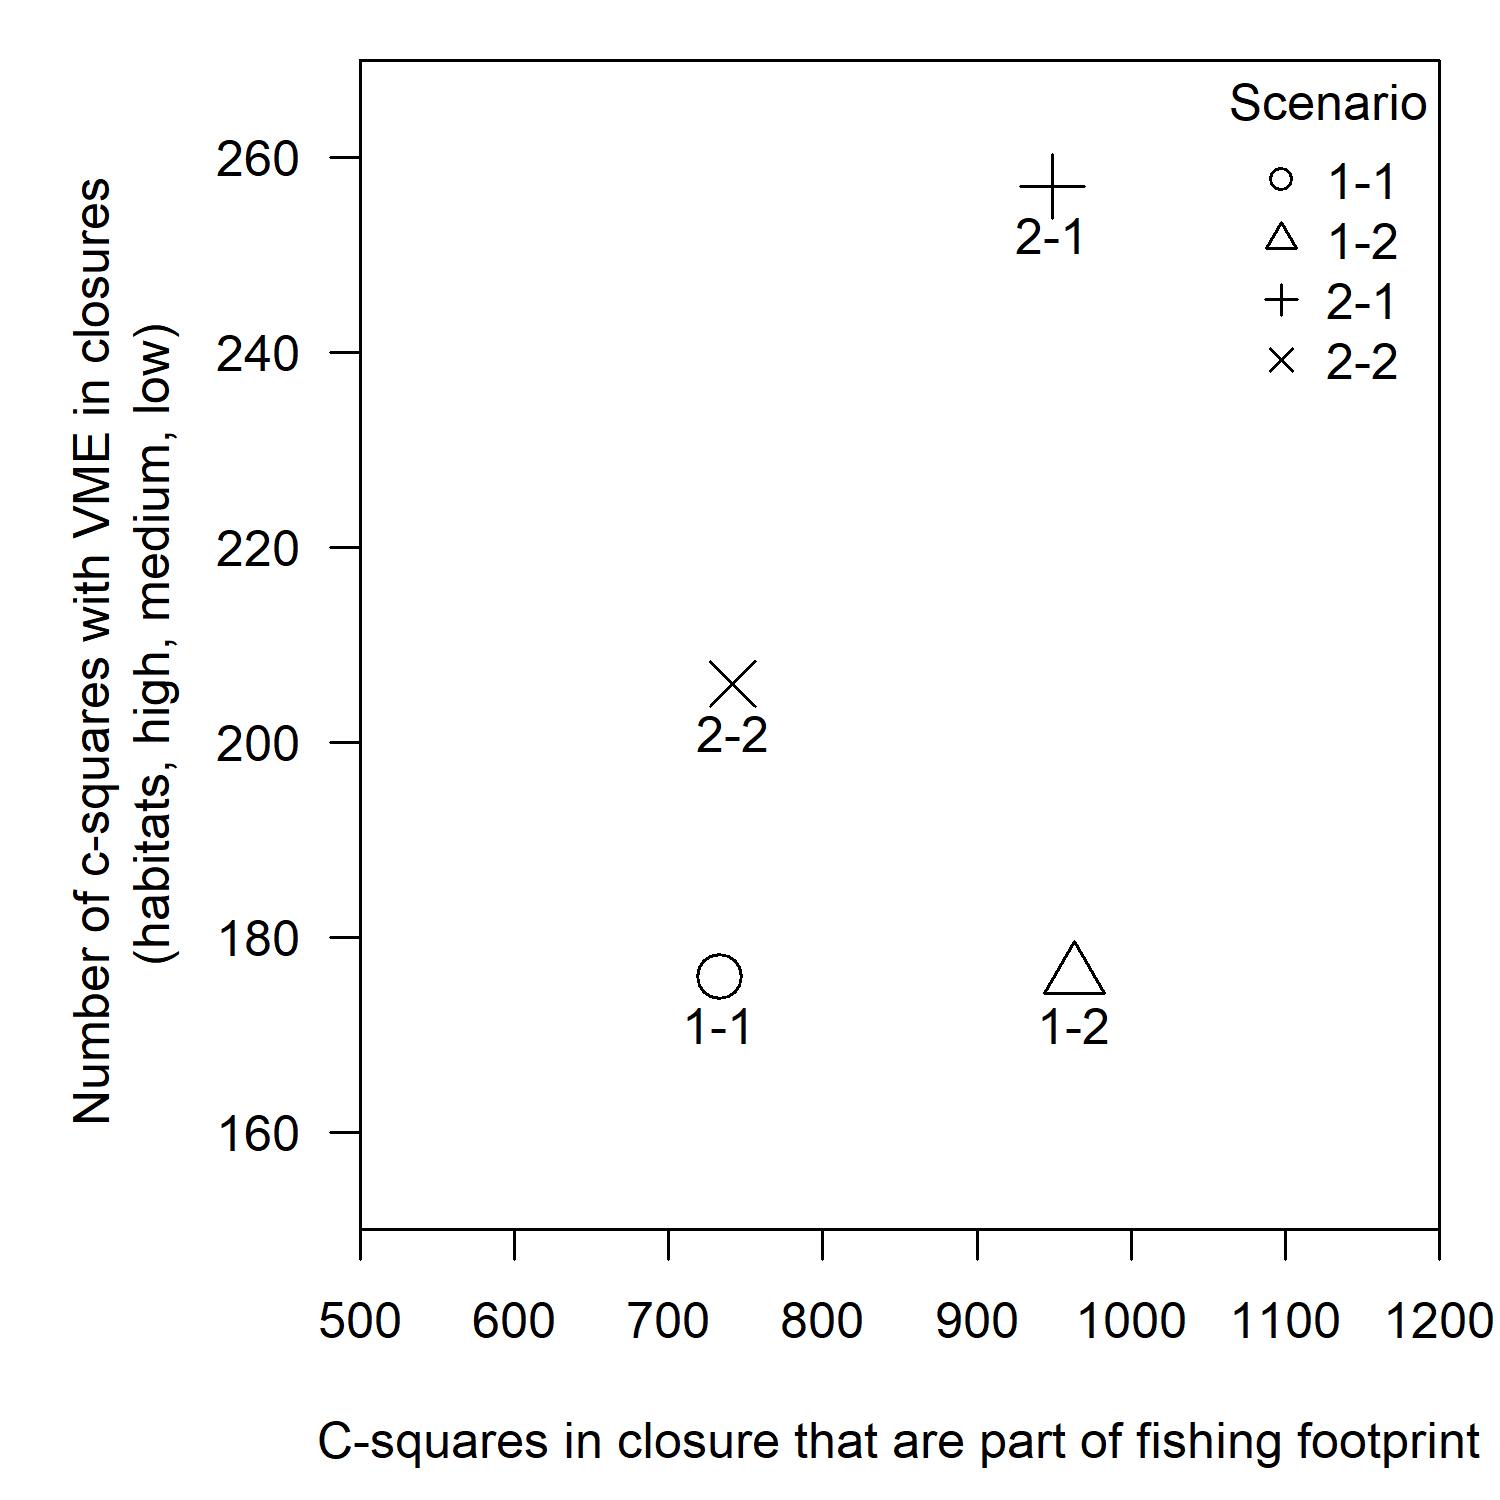 Number of c-squares with VME in closures
(habitats, high, medium, low)
260
240
220
200
180
160
Scenario
1-1
1-2
2-1
2-2
2-1
2-2
1-1
1-2
500 600 700 800 900 1000 1100 1200
C-squares in closure that are part of fishing footprint